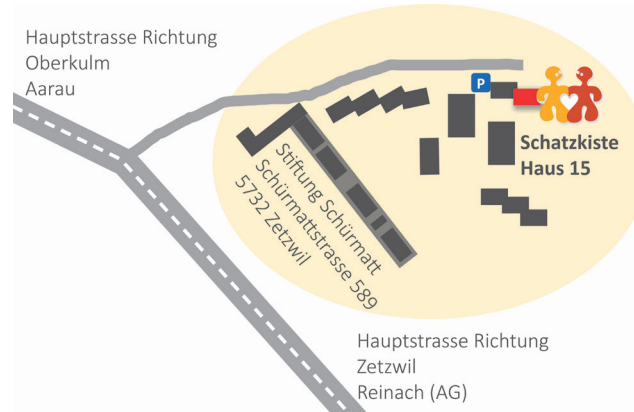 Hauptstrasse Richtung
Oberkulm
Aarau
P
Schatzkiste
Haus 15
Stiftung Schürmatt
Schürmattstrasse 589
5732 Zetzwil
Hauptstrasse Richtung
Zetzwil
Reinach (AG)